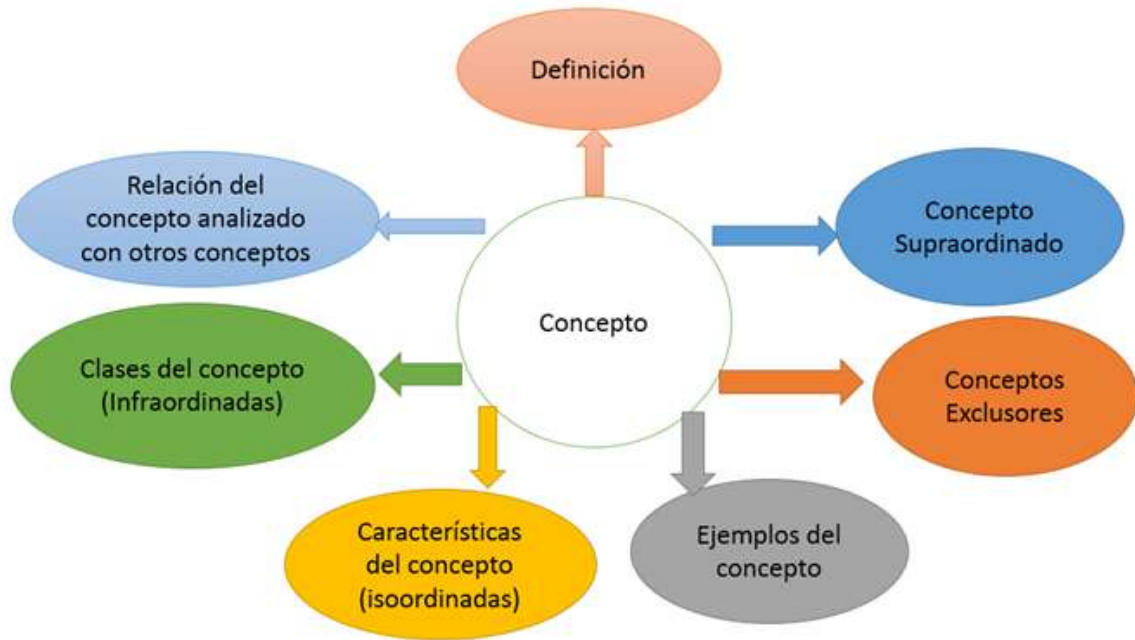 Definición
Relación del
concepto analizado
con otros conceptos
Concepto
Supraordinado
Concepto
Clases del concepto
(Infraordinadas)
Conceptos
Exclusores
Características
del concepto
(isoordinadas)
Ejemplos del
concepto